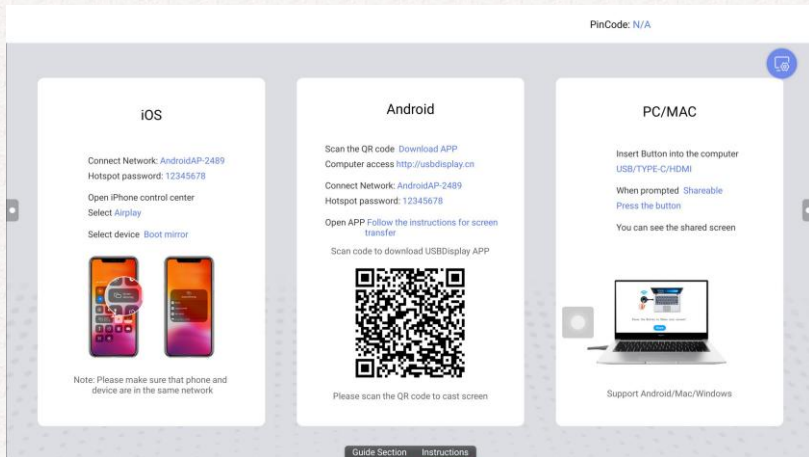 PinCode: N/A
iOS
Connect Network: AndroidAP-2489
Hotspot password: 12345678
Open iPhone control center
Select Airplay
Select device Boot mirror
Note: Please make sure that phone and
device are in the same network
Android
Scan the QR code Download APP
Computer access http://usbdisplay.cn
Connect Network: AndroidAP-2489
Hotspot password: 12345678
Open APP Follow the instructions for screen
transfer
Scan code to download USBDisplay APP
Please scan the QR code to cast screen
PC/MAC
Insert Button into the computer
USB/TYPE-C/HDMI
When prompted Shareable
Press the button
You can see the shared screen
Support Android/Mac/Windows
Guide Section Instructions